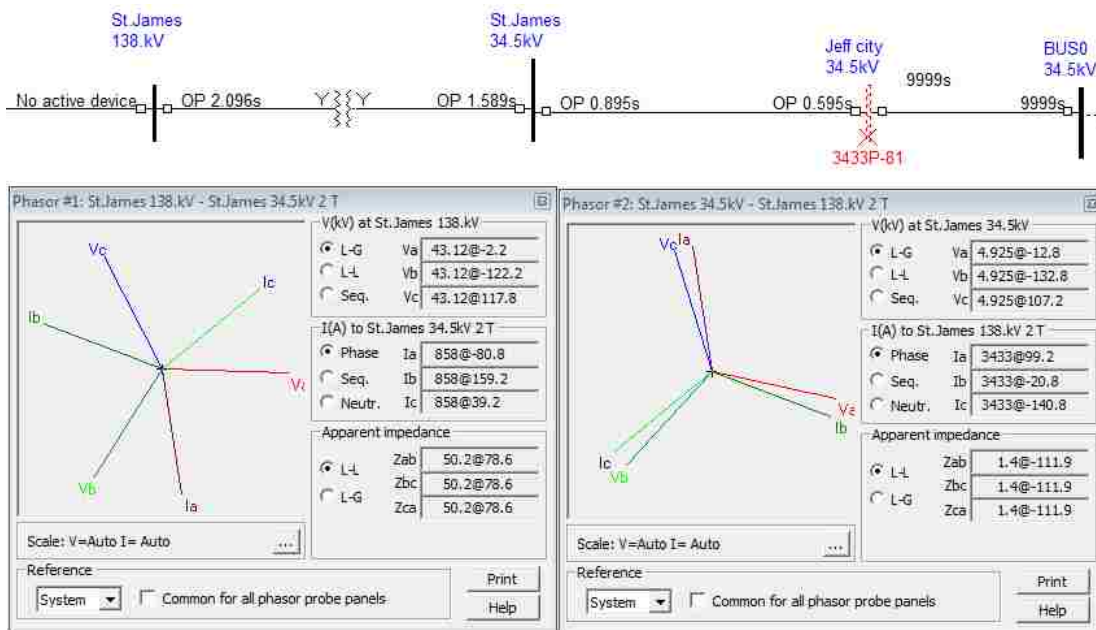 St.James
138.kV
St.James
34.5kV
Jeff city
34.5kV
9999s
BUS0
34.5kV
No active device
OP 2.096s
OP 1.589s
OP 0.895s
OP 0.595s
9999s
3433P-81
Phasor #1: St.James 138.kV - St.James 34.5kV 2 T
Vc
Ic
Ib
Va
Vb
Ia
Scale: V=Auto I= Auto
...
V(kV) at St.James 138.kV
L-G Va 43.12@-2.2
L-L Vb 43.12@-122.2
Seq. Vc 43.12@117.8
I(A) to St.James 34.5kV 2 T
Phase Ia 858@-80.8
Seq. Ib 858@159.2
Neutr. Ic 858@39.2
Apparent impedance
L-L Zab 50.2@78.6
L-G Zbc 50.2@78.6
Zca 50.2@78.6
Reference
System
Common for all phasor probe panels
Print
Help
Phasor #2: St.James 34.5kV - St.James 138.kV 2 T
Vc
Ia
Va
Ib
Ic
Vb
Scale: V=Auto I= Auto
...
V(kV) at St.James 34.5kV
L-G Va 4.925@-12.8
L-L Vb 4.925@-132.8
Seq. Vc 4.925@107.2
I(A) to St.James 138.kV 2 T
Phase Ia 3433@99.2
Seq. Ib 3433@-20.8
Neutr. Ic 3433@-140.8
Apparent impedance
L-L Zab 1.4@-111.9
L-G Zbc 1.4@-111.9
Zca 1.4@-111.9
Reference
System
Common for all phasor probe panels
Print
Help